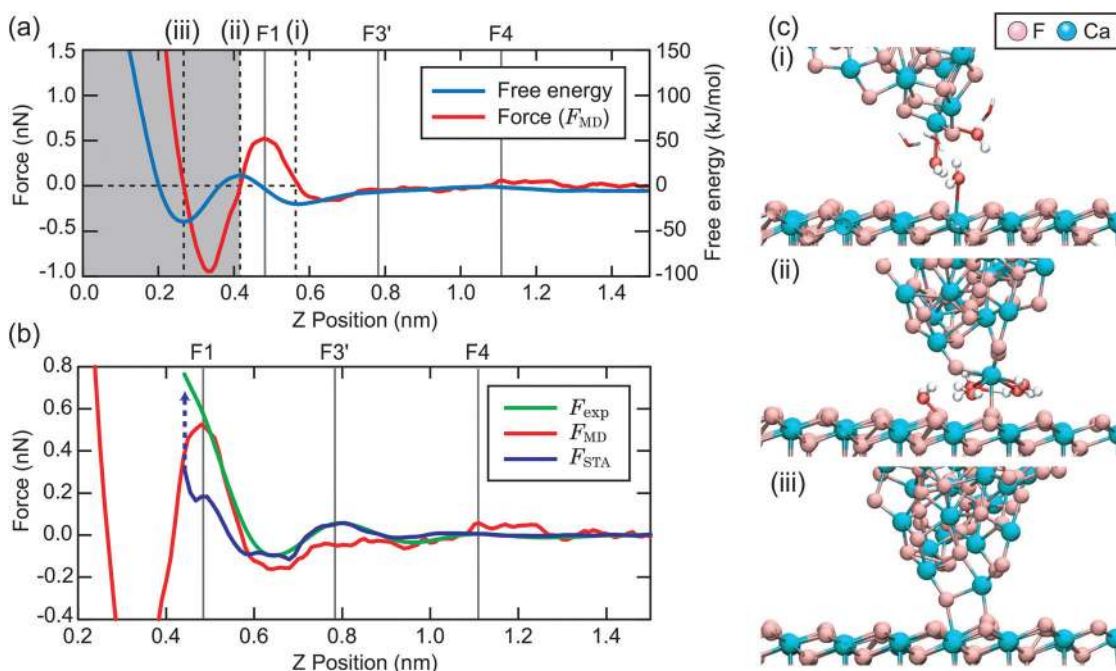 (a)
(iii) (ii) F1 (i) F3' F4
1.5
1.0
0.5
0.0
-0.5
-1.0
Force (nN)
150
100
50
0
-50
-100
Free energy (kJ/mol)
Free energy
Force (F_MD)
0.0 0.2 0.4 0.6 0.8 1.0 1.2 1.4
Z Position (nm)
(b)
F1 F3' F4
0.8
0.6
0.4
0.2
0.0
-0.2
-0.4
Force (nN)
F_exp
F_MD
F_STA
0.2 0.4 0.6 0.8 1.0 1.2 1.4
Z Position (nm)
(c)
F Ca
(i)
(ii)
(iii)